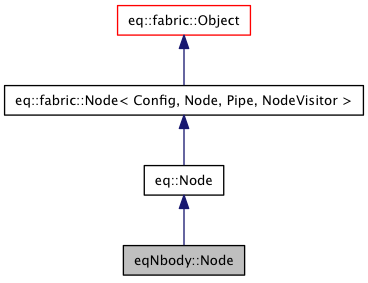 eq::fabric::Object
eq::fabric::Node< Config, Node, Pipe, NodeVisitor >
eq::Node
eqNbody::Node